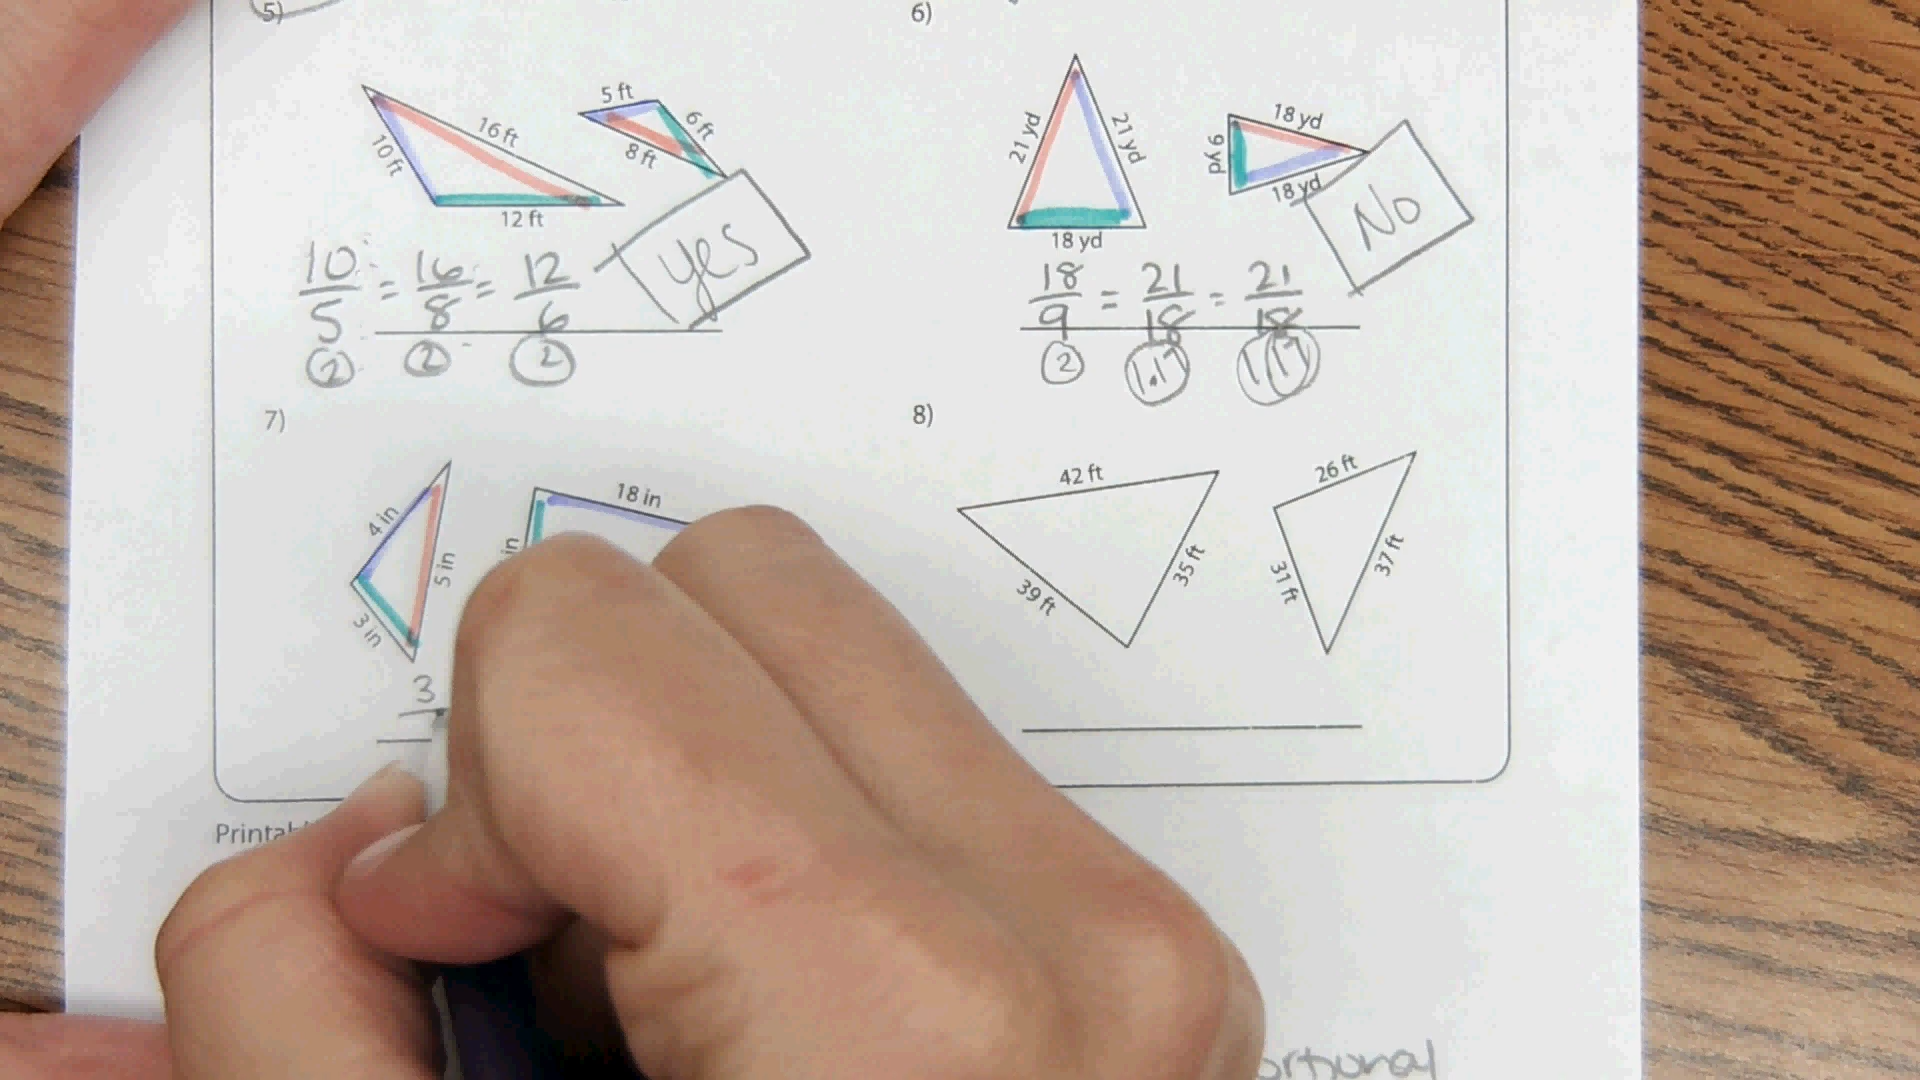 5)
6)
5 ft
6 ft
8 ft
16 ft
10 ft
12 ft
21 yd
21 yd
18 yd
18 yd
9 yd
18 yd
10/5 = 16/8 = 12/6
yes
2 2 2
18/9 = 21/18 = 21/18
No
2 1.17 1.17
7)
8)
4 in
5 in
3 in
18 in
in
3
42 ft
39 ft
35 ft
26 ft
31 ft
37 ft